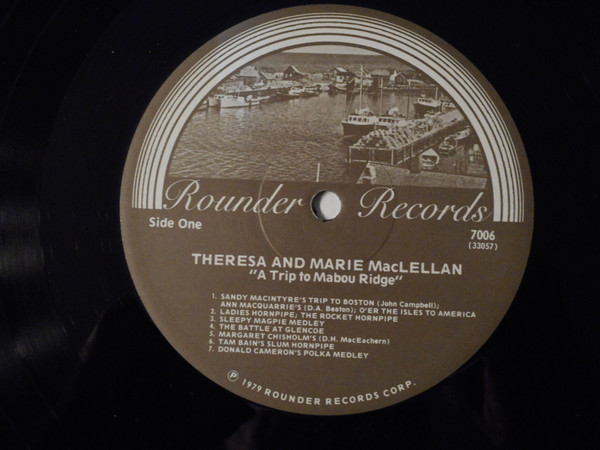 Rounder Records
Side One
7006
(33057)
THERESA AND MARIE MacLELLAN
"A Trip to Mabou Ridge"
1. SANDY MACINTYRE'S TRIP TO BOSTON (John Campbell);
ANN MACQUARRIE'S (D.A. Beaton); O'ER THE ISLES TO AMERICA
2. LADIES HORNPIPE; THE ROCKET HORNPIPE
3. SLEEPY MAGPIE MEDLEY
4. THE BATTLE AT GLENCOE
5. MARGARET CHISHOLM'S (D.H. MacEachern)
6. TAM BAIN'S SLUM HORNPIPE
7. DONALD CAMERON'S POLKA MEDLEY
℗ 1979 ROUNDER RECORDS CORP.